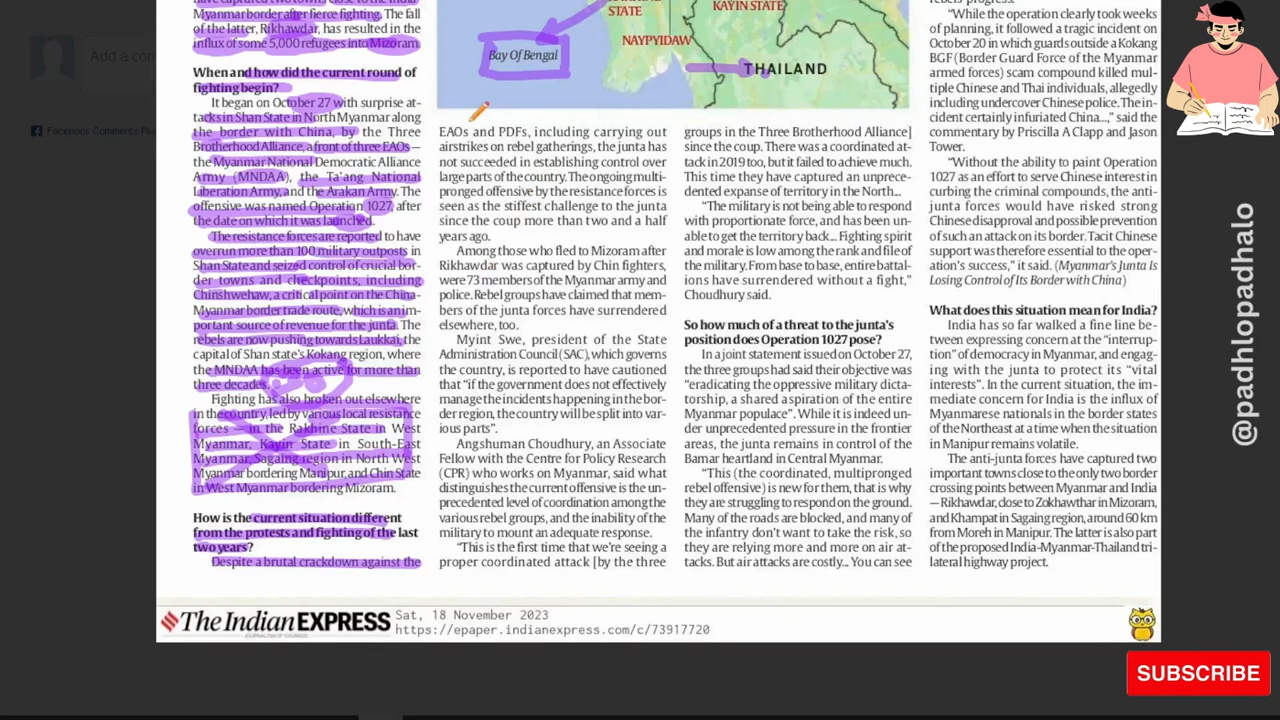 Add a con
Facebook Comments Plu
Myanmar border after fierce fighting. The fall
of the latter, Rikhawdar, has resulted in the
influx of some 5,000 refugees into Mizoram.
When and how did the current round of
fighting begin?
It began on October 27 with surprise at-
tacks in Shan State in North Myanmar along
the border with China, by the Three
Brotherhood Alliance, a front of three EAOs —
the Myanmar National Democratic Alliance
Army (MNDAA), the Ta'ang National
Liberation Army, and the Arakan Army. The
offensive was named Operation 1027, after
the date on which it was launched.
The resistance forces are reported to have
overrun more than 100 military outposts in
Shan State and seized control of crucial bor-
der towns and checkpoints, including
Chinshwehaw, a critical point on the China-
Myanmar border trade route, which is an im-
portant source of revenue for the junta. The
rebels are now pushing towards Laukkai, the
capital of Shan state's Kokang region, where
the MNDAA has been active for more than
three decades.
Fighting has also broken out elsewhere
in the country, led by various local resistance
forces — in the Rakhine State in West
Myanmar, Kayin State in South-East
Myanmar, Sagaing region in North West
Myanmar bordering Manipur, and Chin State
in West Myanmar bordering Mizoram.
How is the current situation different
from the protests and fighting of the last
two years?
Despite a brutal crackdown against the
STATE
KAYIN STATE
NAYPYIDAW
Bay Of Bengal
THAILAND
EAOs and PDFs, including carrying out
airstrikes on rebel gatherings, the junta has
not succeeded in establishing control over
large parts of the country. The ongoing multi-
pronged offensive by the resistance forces is
seen as the stiffest challenge to the junta
since the coup more than two and a half
years ago.
Among those who fled to Mizoram after
Rikhawdar was captured by Chin fighters,
were 73 members of the Myanmar army and
police. Rebel groups have claimed that mem-
bers of the junta forces have surrendered
elsewhere, too.
Myint Swe, president of the State
Administration Council (SAC), which governs
the country, is reported to have cautioned
that “if the government does not effectively
manage the incidents happening in the bor-
der region, the country will be split into var-
ious parts”.
Angshuman Choudhury, an Associate
Fellow with the Centre for Policy Research
(CPR) who works on Myanmar, said what
distinguishes the current offensive is the un-
precedented level of coordination among the
various rebel groups, and the inability of the
military to mount an adequate response.
“This is the first time that we're seeing a
proper coordinated attack [by the three
groups in the Three Brotherhood Alliance]
since the coup. There was a coordinated at-
tack in 2019 too, but it failed to achieve much.
This time they have captured an unprece-
dented expanse of territory in the North...
“The military is not being able to respond
with proportionate force, and has been un-
able to get the territory back... Fighting spirit
and morale is low among the rank and file of
the military. From base to base, entire battal-
ions have surrendered without a fight,”
Choudhury said.
So how much of a threat to the junta's
position does Operation 1027 pose?
In a joint statement issued on October 27,
the three groups had said their objective was
“eradicating the oppressive military dicta-
torship, a shared aspiration of the entire
Myanmar populace”. While it is indeed un-
der unprecedented pressure in the frontier
areas, the junta remains in control of the
Bamar heartland in Central Myanmar.
“This (the coordinated, multipronged
rebel offensive) is new for them, that is why
they are struggling to respond on the ground.
Many of the roads are blocked, and many of
the infantry don't want to take the risk, so
they are relying more and more on air at-
tacks. But air attacks are costly... You can see
“While the operation clearly took weeks
of planning, it followed a tragic incident on
October 20 in which guards outside a Kokang
BGF (Border Guard Force of the Myanmar
armed forces) scam compound killed mul-
tiple Chinese and Thai individuals, allegedly
including undercover Chinese police. The in-
cident certainly infuriated China...,” said the
commentary by Priscilla A Clapp and Jason
Tower.
“Without the ability to paint Operation
1027 as an effort to serve Chinese interest in
curbing the criminal compounds, the anti-
junta forces would have risked strong
Chinese disapproval and possible prevention
of such an attack on its border. Tacit Chinese
support was therefore essential to the oper-
ation's success,” it said. (Myanmar's Junta Is
Losing Control of Its Border with China)
What does this situation mean for India?
India has so far walked a fine line be-
tween expressing concern at the “interrup-
tion” of democracy in Myanmar, and engag-
ing with the junta to protect its “vital
interests”. In the current situation, the im-
mediate concern for India is the influx of
Myanmarese nationals in the border states
of the Northeast at a time when the situation
in Manipur remains volatile.
The anti-junta forces have captured two
important towns close to the only two border
crossing points between Myanmar and India
— Rikhawdar, close to Zokhawthar in Mizoram,
and Khampat in Sagaing region, around 60 km
from Moreh in Manipur. The latter is also part
of the proposed India-Myanmar-Thailand tri-
lateral highway project.
The Indian EXPRESS
Sat, 18 November 2023
https://epaper.indianexpress.com/c/73917720
@padhlopadhalo
SUBSCRIBE